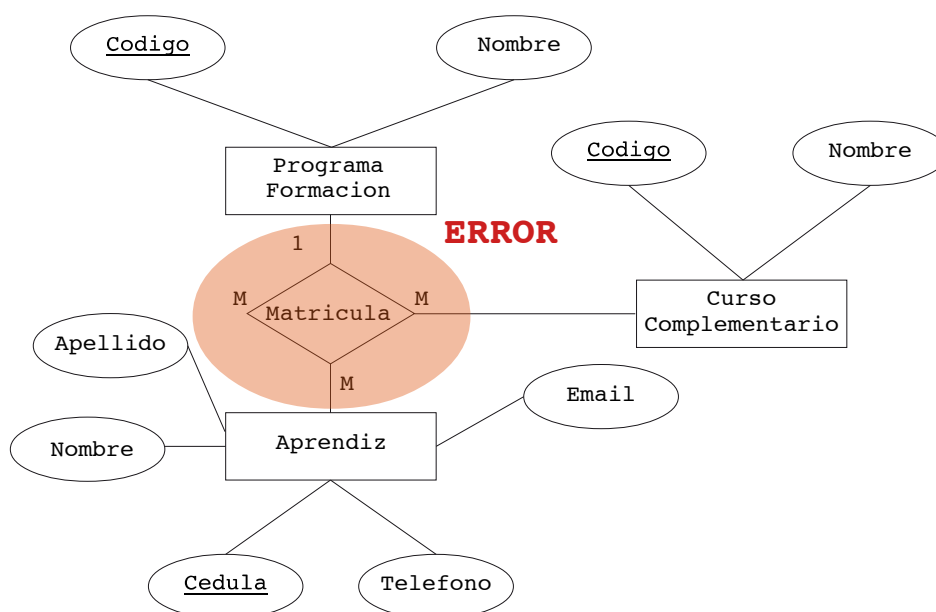 Codigo
Nombre
Codigo
Nombre
Programa
Formacion
ERROR
1
M
Matricula
M
Curso
Complementario
Apellido
M
Email
Nombre
Aprendiz
Cedula
Telefono